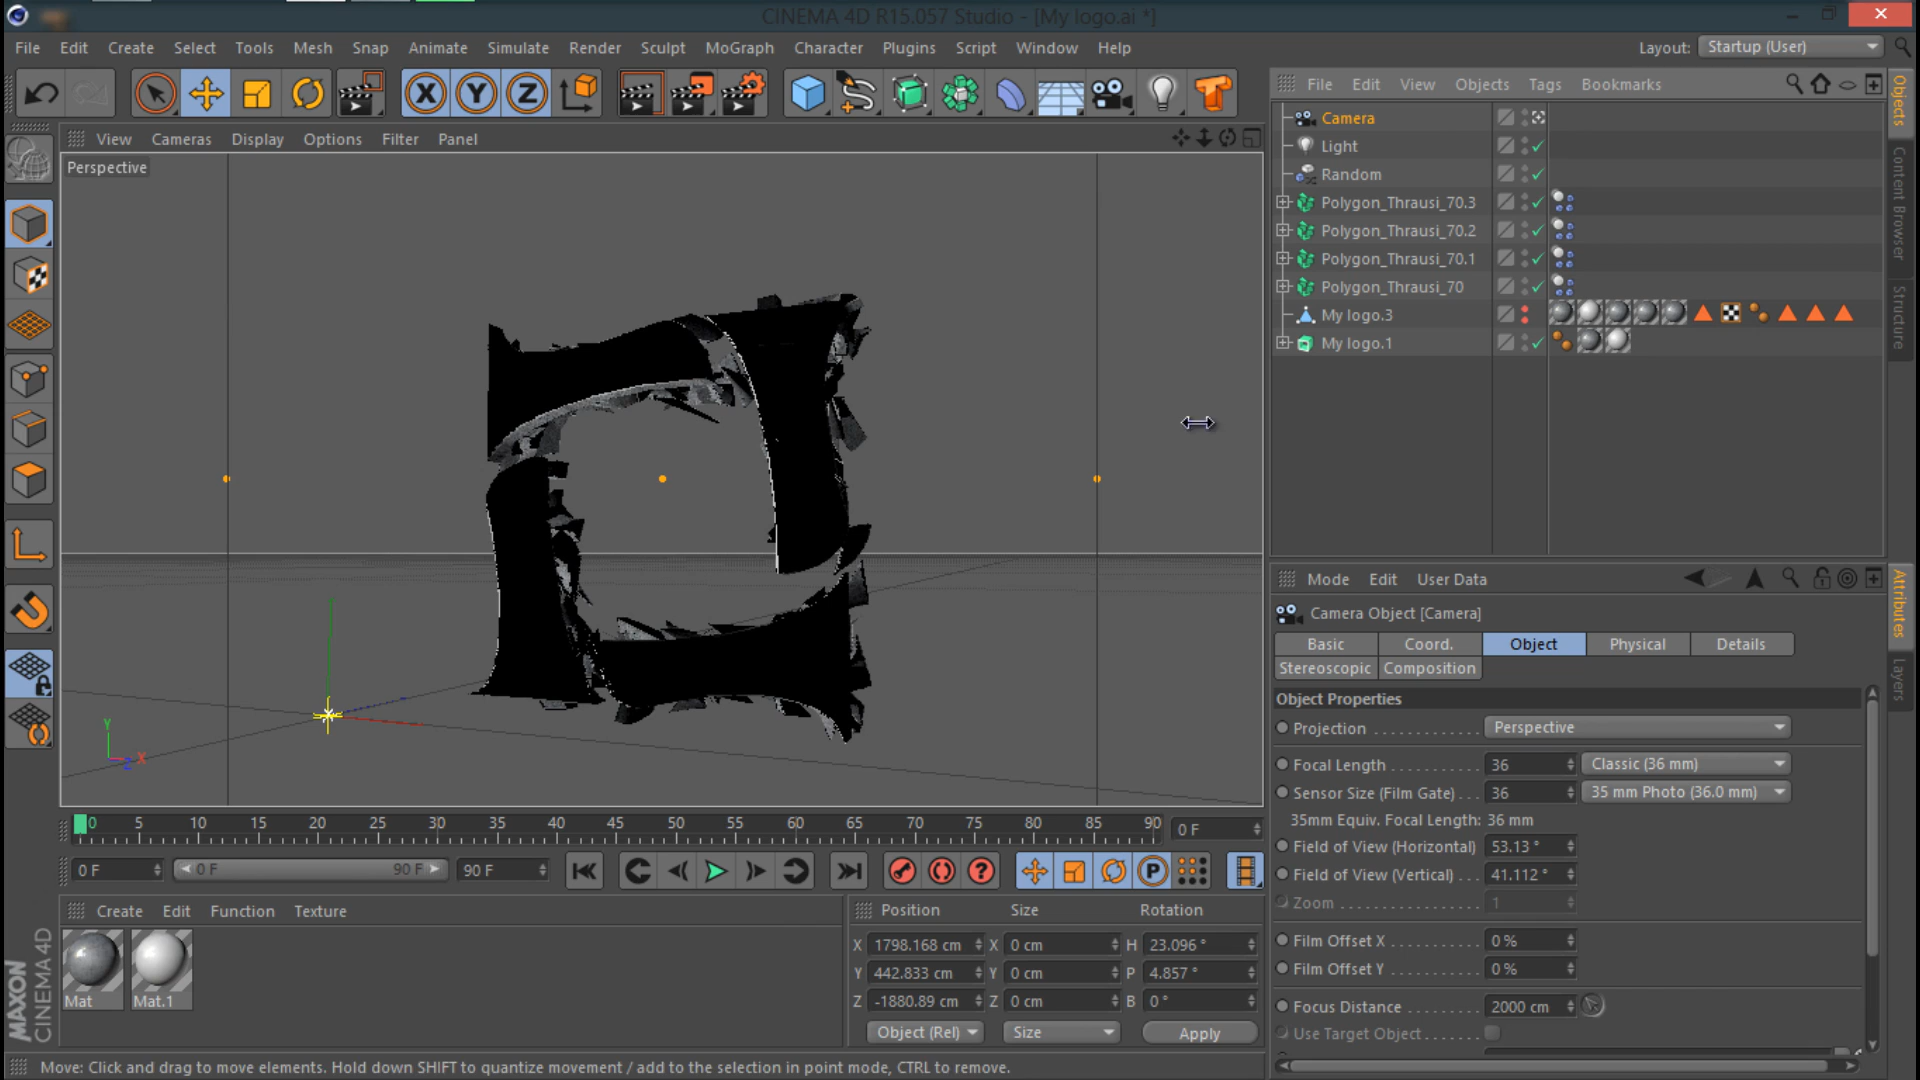 CINEMA 4D R15.057 Studio - [My logo.ai *]
File Edit Create Select Tools Mesh Snap Animate Simulate Render Sculpt MoGraph Character Plugins Script Window Help
Layout: Startup (User)
X Y Z
File Edit View Objects Tags Bookmarks
View Cameras Display Options Filter Panel
Perspective
Camera
Light
Random
Polygon_Thrausi_70.3
Polygon_Thrausi_70.2
Polygon_Thrausi_70.1
Polygon_Thrausi_70
My logo.3
My logo.1
Objects
Content Browser
Structure
Mode Edit User Data
Camera Object [Camera]
Basic Coord. Object Physical Details
Stereoscopic Composition
Object Properties
Projection Perspective
Focal Length 36 Classic (36 mm)
Sensor Size (Film Gate) 36 35 mm Photo (36.0 mm)
35mm Equiv. Focal Length: 36 mm
Field of View (Horizontal) 53.13 °
Field of View (Vertical) 41.112 °
Zoom 1
Film Offset X 0 %
Film Offset Y 0 %
Focus Distance 2000 cm
Use Target Object
Attributes
Layers
Y
Z X
0 5 10 15 20 25 30 35 40 45 50 55 60 65 70 75 80 85 90 0 F
0 F 0 F 90 F 90 F ? P
Create Edit Function Texture
Mat Mat.1
Position Size Rotation
X 1798.168 cm X 0 cm H 23.096 °
Y 442.833 cm Y 0 cm P 4.857 °
Z -1880.89 cm Z 0 cm B 0 °
Object (Rel) Size Apply
MAXON
CINEMA 4D
Move: Click and drag to move elements. Hold down SHIFT to quantize movement / add to the selection in point mode, CTRL to remove.